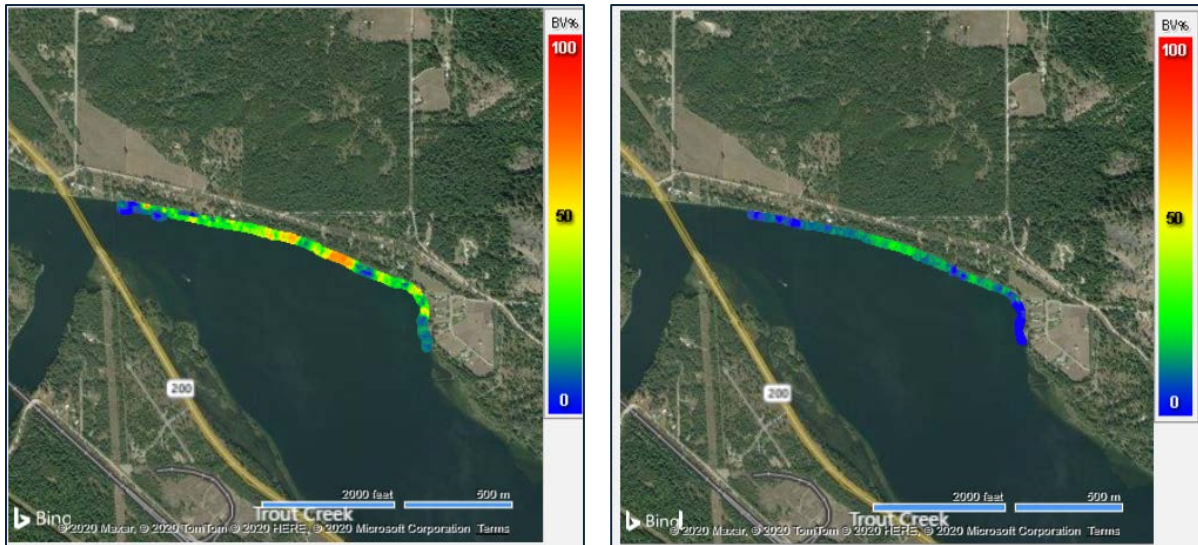 BV%
100
50
0
200
2000 feet
500 m
Trout Creek
Bing
© 2020 Maxar, © 2020 TomTom © 2020 HERE, © 2020 Microsoft Corporation Terms
BV%
100
50
0
200
2000 feet
500 m
Trout Creek
Bing
© 2020 Maxar, © 2020 TomTom © 2020 HERE, © 2020 Microsoft Corporation Terms